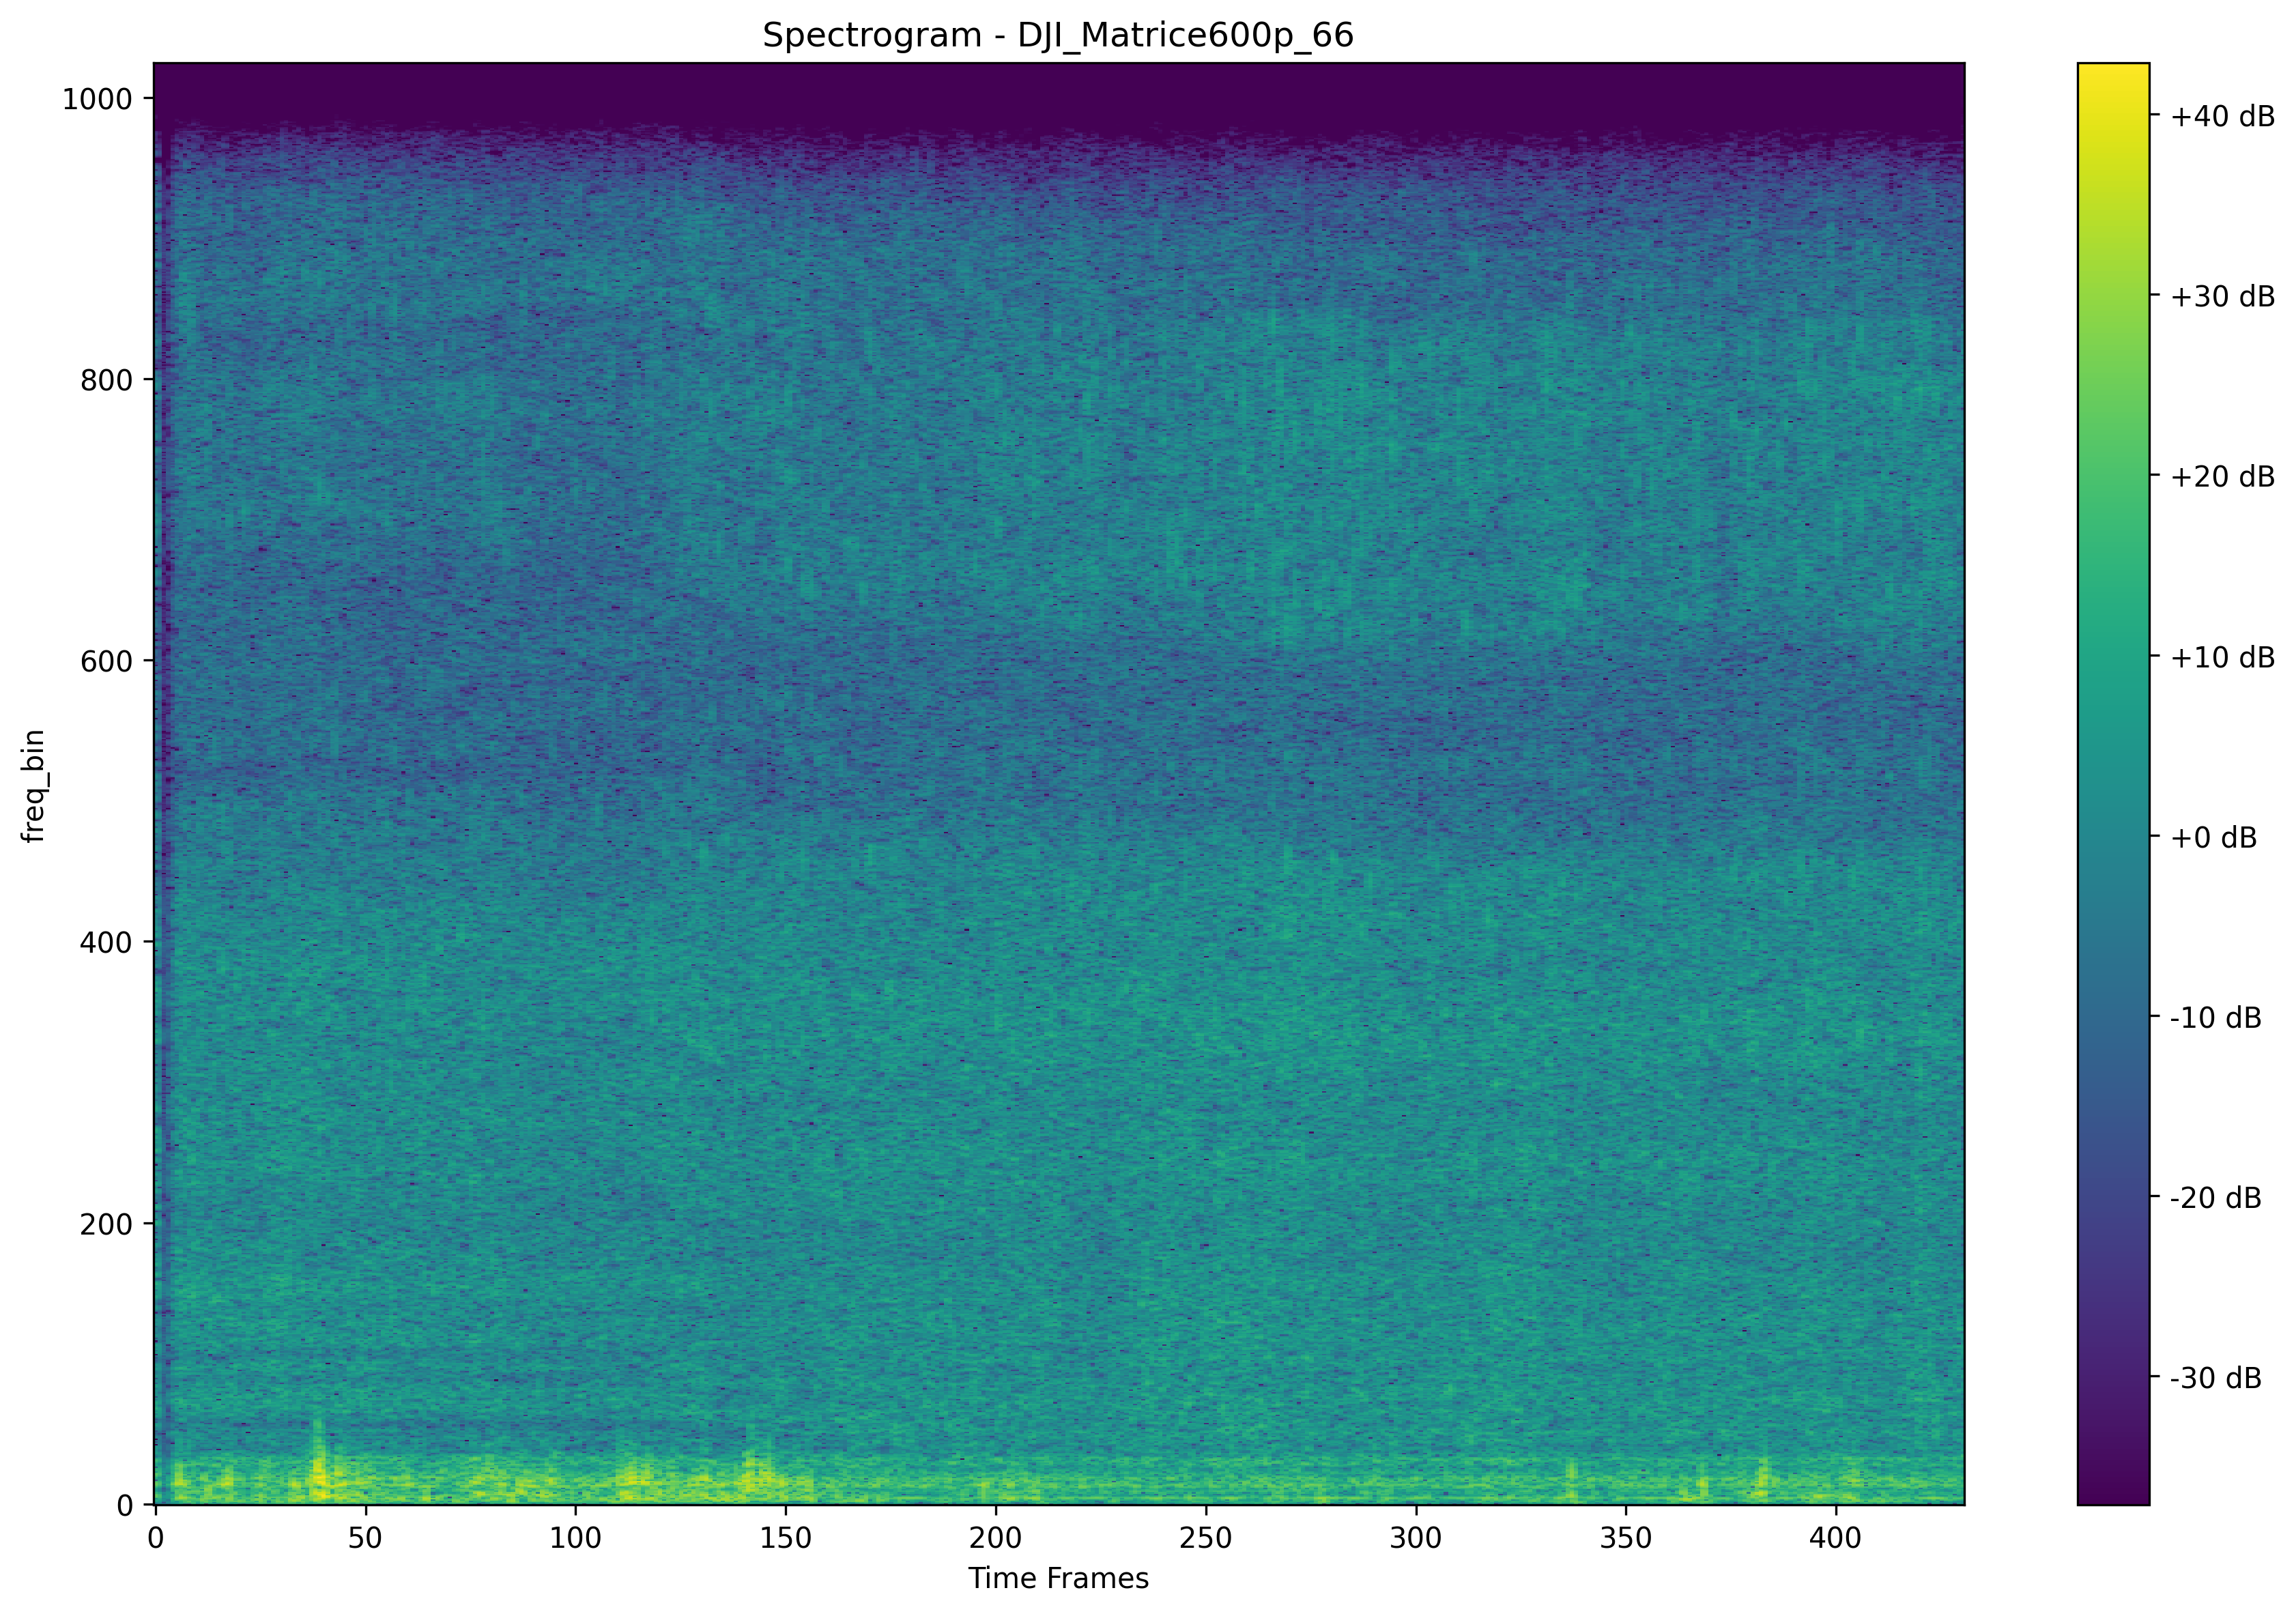 Spectrogram - DJI_Matrice600p_66
1000
800
600
400
200
0
freq_bin
0 50 100 150 200 250 300 350 400
Time Frames
+40 dB
+30 dB
+20 dB
+10 dB
+0 dB
-10 dB
-20 dB
-30 dB